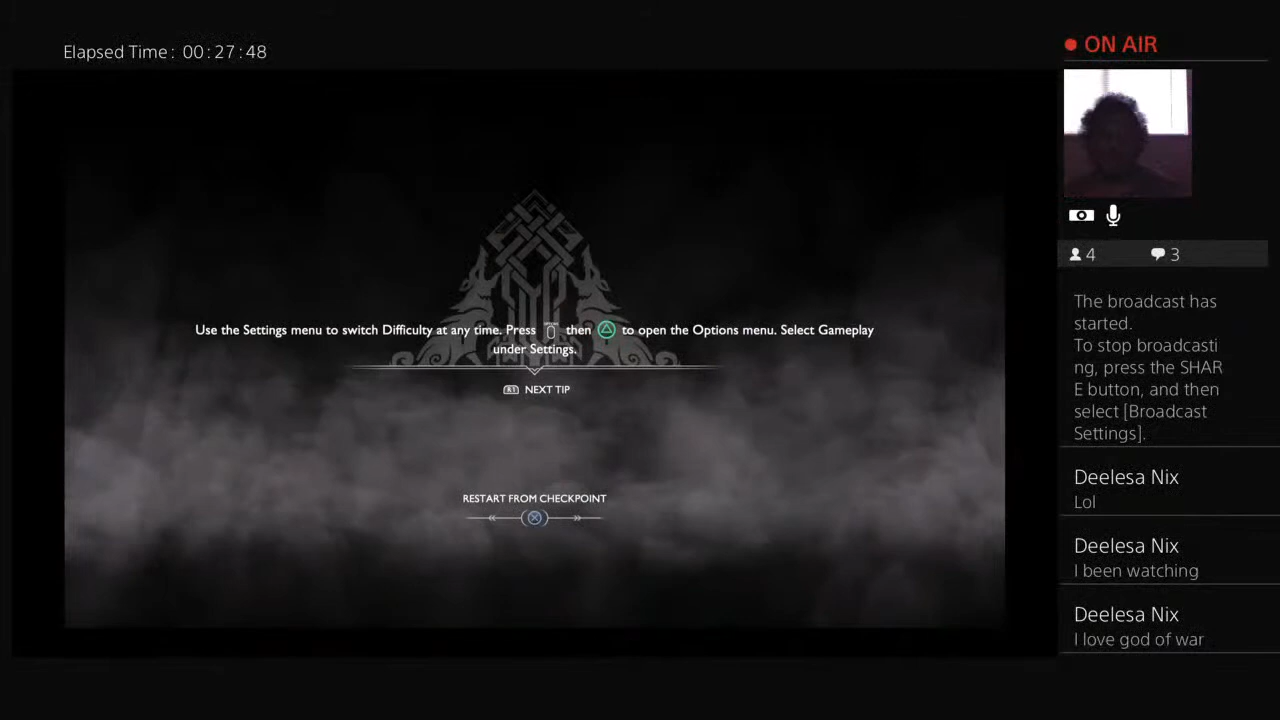 Elapsed Time: 00:27:48
ON AIR
4
3
Use the Settings menu to switch Difficulty at any time. Press then to open the Options menu. Select Gameplay
under Settings.
R1 NEXT TIP
RESTART FROM CHECKPOINT
The broadcast has
started.
To stop broadcasti
ng, press the SHAR
E button, and then
select [Broadcast
Settings].
Deelesa Nix
Lol
Deelesa Nix
I been watching
Deelesa Nix
I love god of war